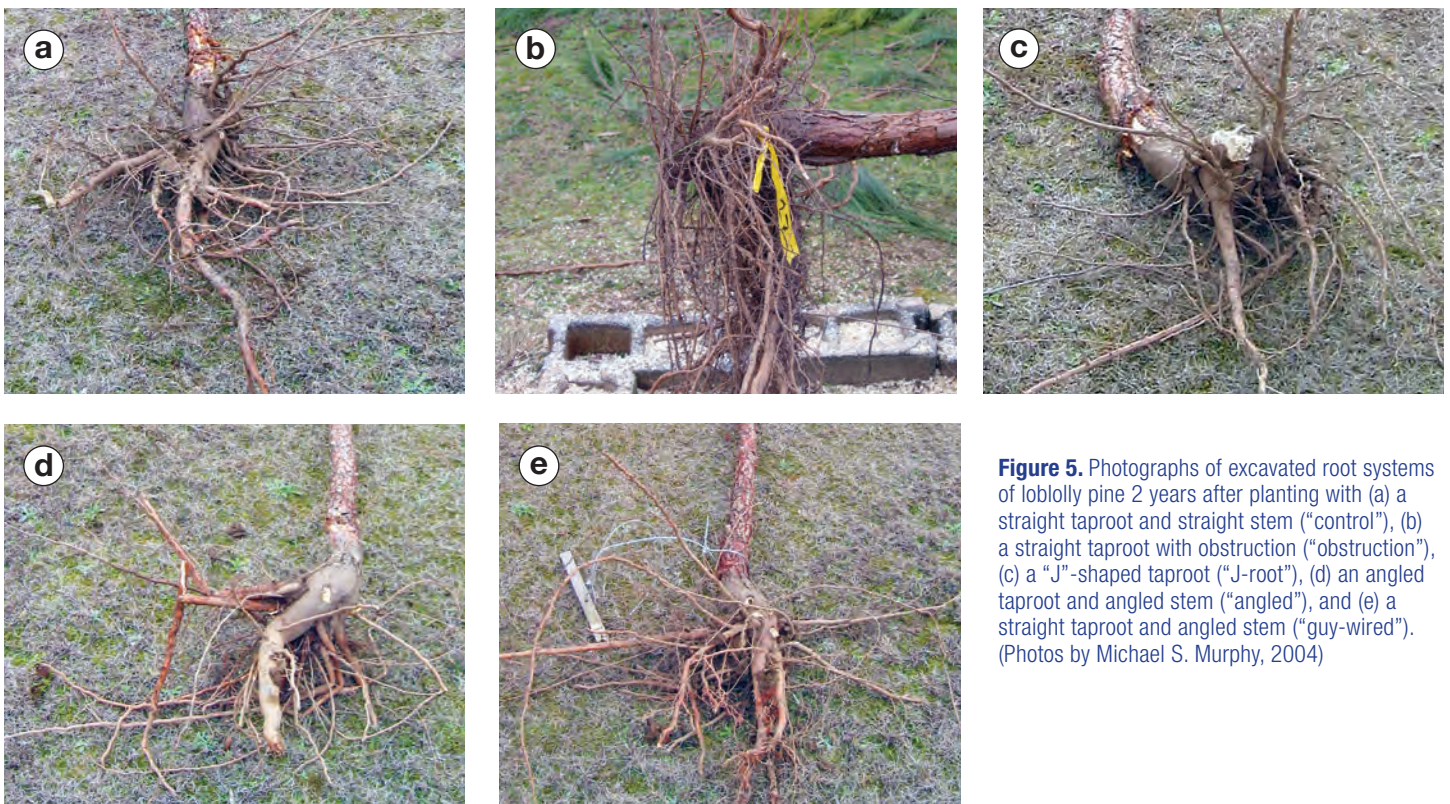 a
b
c
d
e
Figure 5. Photographs of excavated root systems
of loblolly pine 2 years after planting with (a) a
straight taproot and straight stem (“control”), (b)
a straight taproot with obstruction (“obstruction”),
(c) a “J”-shaped taproot (“J-root”), (d) an angled
taproot and angled stem (“angled”), and (e) a
straight taproot and angled stem (“guy-wired”).
(Photos by Michael S. Murphy, 2004)